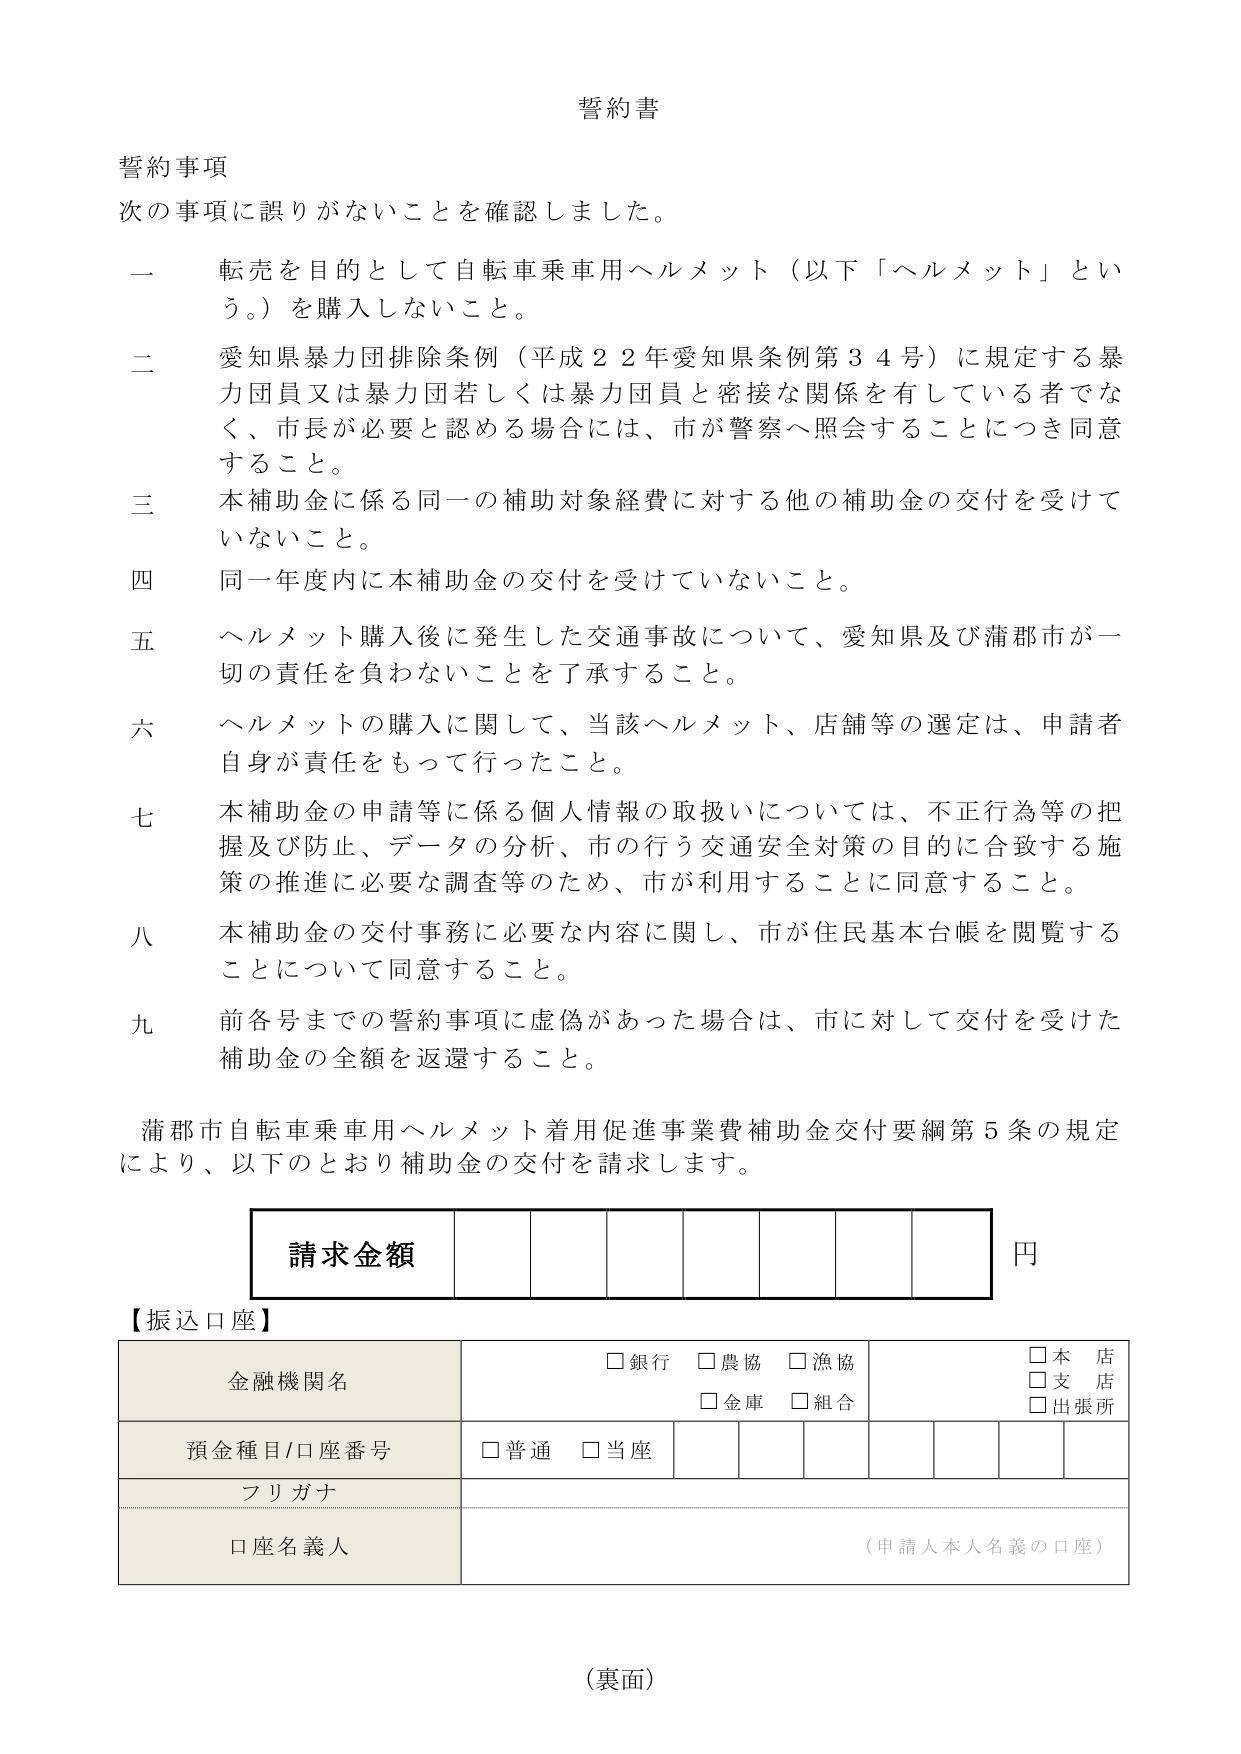 誓約書
誓約事項
次の事項に誤りがないことを確認しました。
一 転売を目的として自転車乗車用ヘルメット（以下「ヘルメット」とい
う。）を購入しないこと。
二 愛知県暴力団排除条例（平成２２年愛知県条例第３４号）に規定する暴
力団員又は暴力団若しくは暴力団員と密接な関係を有している者でな
く、市長が必要と認める場合には、市が警察へ照会することにつき同意
すること。
三 本補助金に係る同一の補助対象経費に対する他の補助金の交付を受けて
いないこと。
四 同一年度内に本補助金の交付を受けていないこと。
五 ヘルメット購入後に発生した交通事故について、愛知県及び蒲郡市が一
切の責任を負わないことを了承すること。
六 ヘルメットの購入に関して、当該ヘルメット、店舗等の選定は、申請者
自身が責任をもって行ったこと。
七 本補助金の申請等に係る個人情報の取扱いについては、不正行為等の把
握及び防止、データの分析、市の行う交通安全対策の目的に合致する施
策の推進に必要な調査等のため、市が利用することに同意すること。
八 本補助金の交付事務に必要な内容に関し、市が住民基本台帳を閲覧する
ことについて同意すること。
九 前各号までの誓約事項に虚偽があった場合は、市に対して交付を受けた
補助金の全額を返還すること。
蒲郡市自転車乗車用ヘルメット着用促進事業費補助金交付要綱第５条の規定
により、以下のとおり補助金の交付を請求します。
請求金額 円
【振込口座】
金融機関名 □銀行 □農協 □漁協
□金庫 □組合
□本 店
□支 店
□出張所
預金種目/口座番号 □普通 □当座
フリガナ
口座名義人 （申請人本人名義の口座）
（裏面）